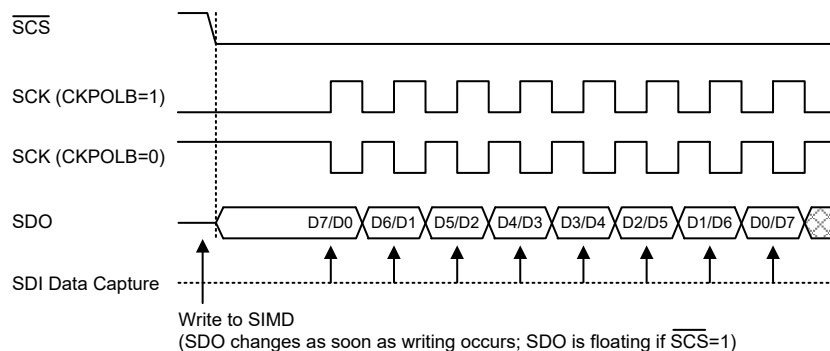 SCS
SCK (CKPOLB=1)
SCK (CKPOLB=0)
SDO D7/D0 D6/D1 D5/D2 D4/D3 D3/D4 D2/D5 D1/D6 D0/D7
SDI Data Capture
Write to SIMD
(SDO changes as soon as writing occurs; SDO is floating if SCS=1)